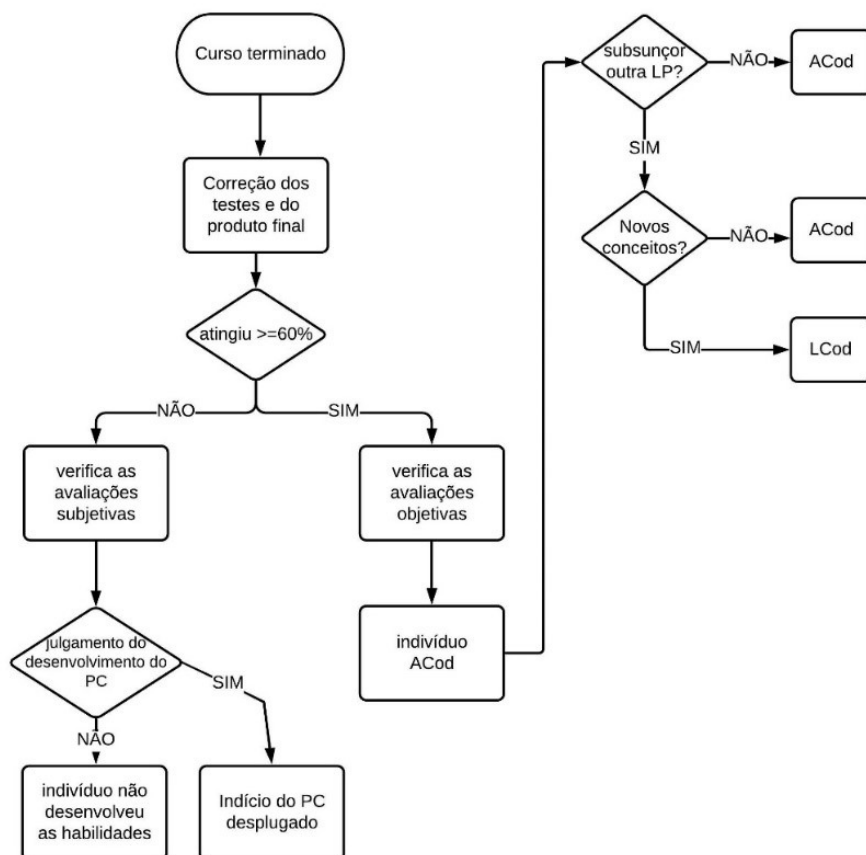 Curso terminado
Correção dos
testes e do
produto final
atingiu >=60%
NÃO
SIM
verifica as
avaliações
subjetivas
verifica as
avaliações
objetivas
julgamento do
desenvolvimento do
PC
SIM
NÃO
indivíduo não
desenvolveu
as habilidades
Indício do PC
desplugado
indivíduo
ACod
subsunçor
outra LP?
NÃO
ACod
SIM
Novos
conceitos?
NÃO
ACod
SIM
LCod